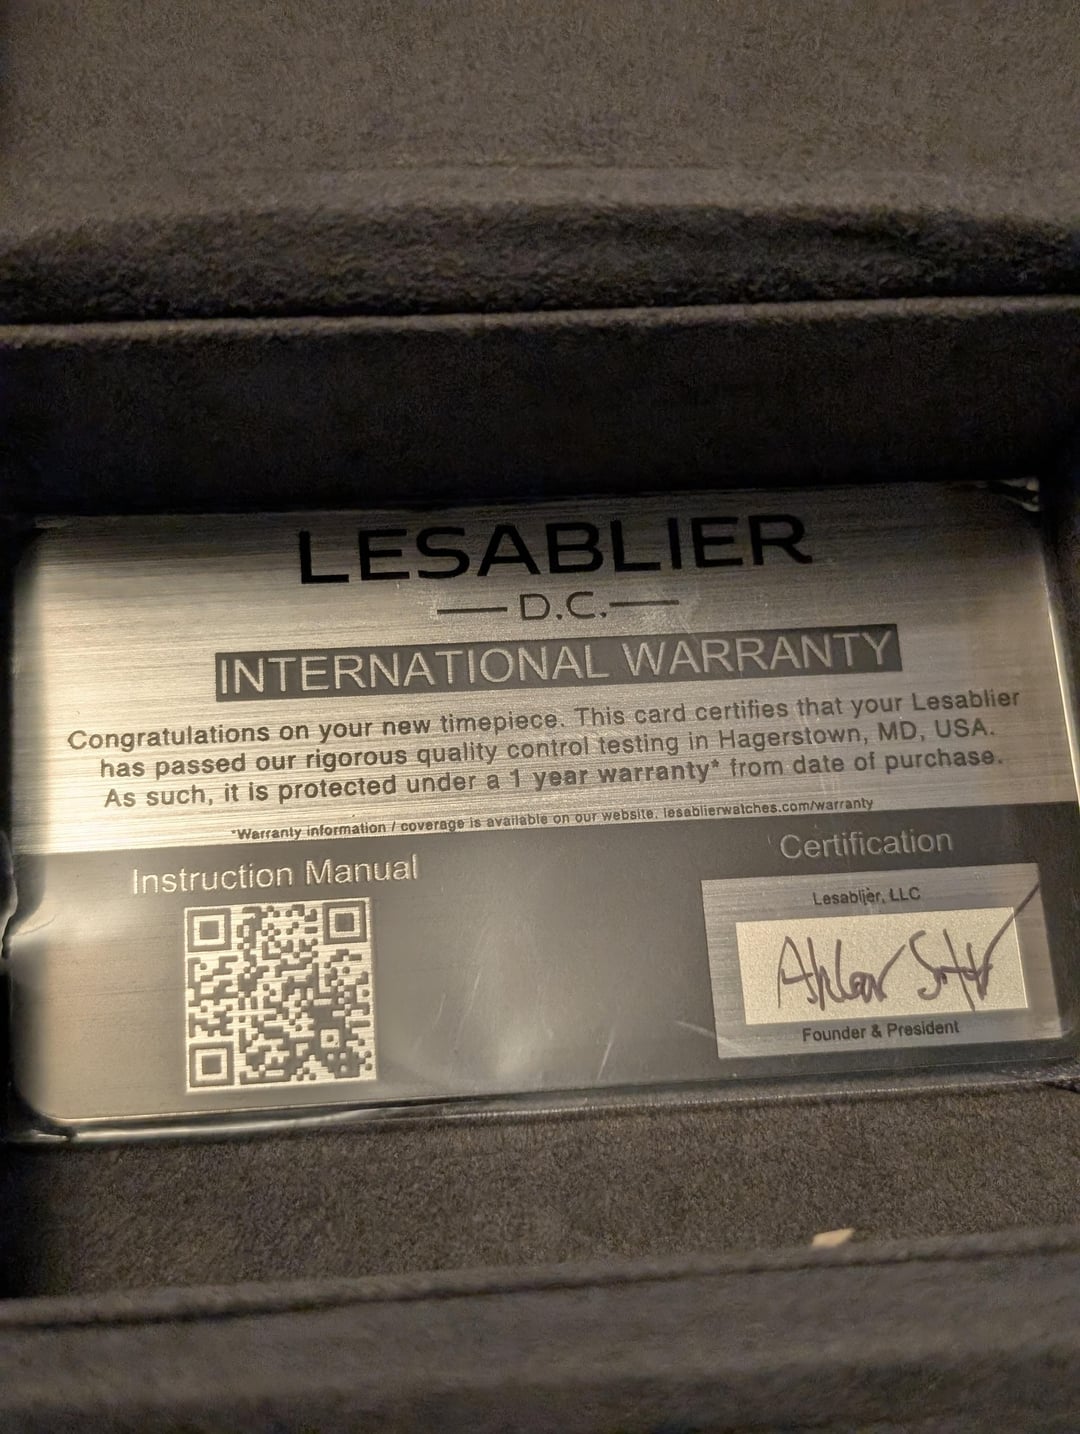 LESABLIER
D.C.
INTERNATIONAL WARRANTY
Congratulations on your new timepiece. This card certifies that your Lesablier
has passed our rigorous quality control testing in Hagerstown, MD, USA.
As such, it is protected under a 1 year warranty* from date of purchase.
*Warranty information / coverage is available on our website. lesablierwatches.com/warranty
Instruction Manual
Certification
Lesablier, LLC
Founder & President